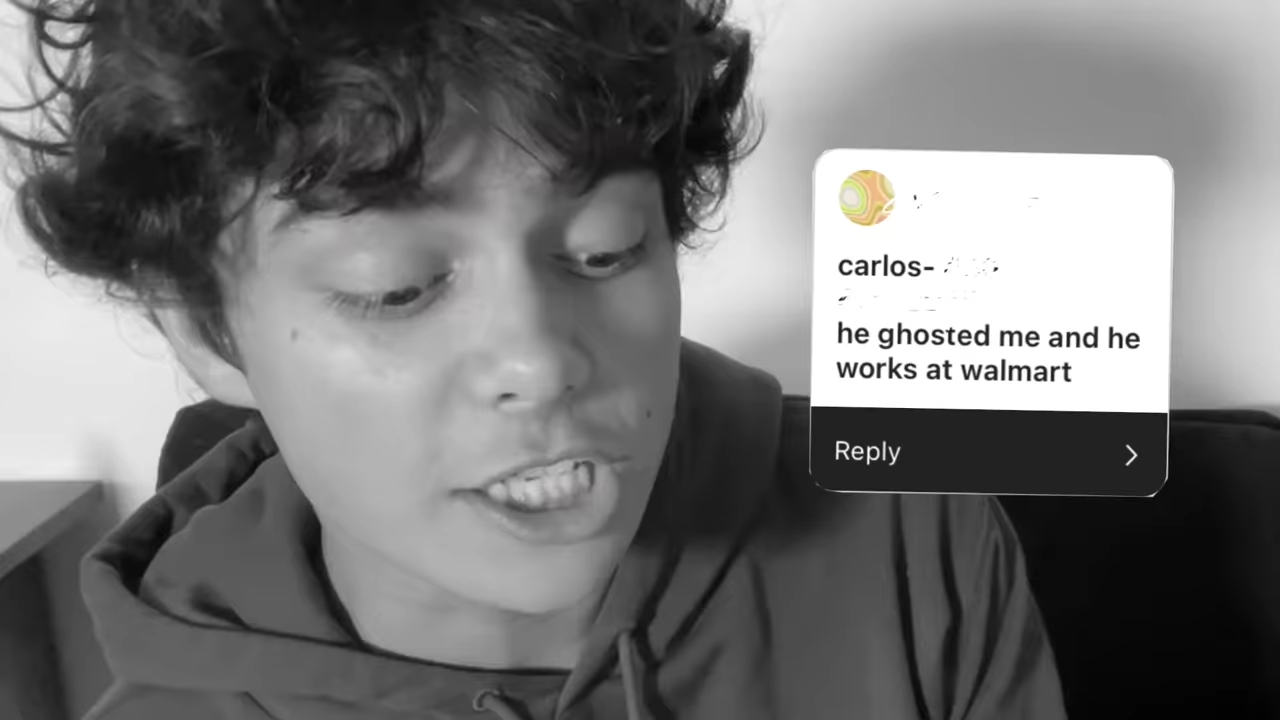 carlos-
he ghosted me and he
works at walmart
Reply